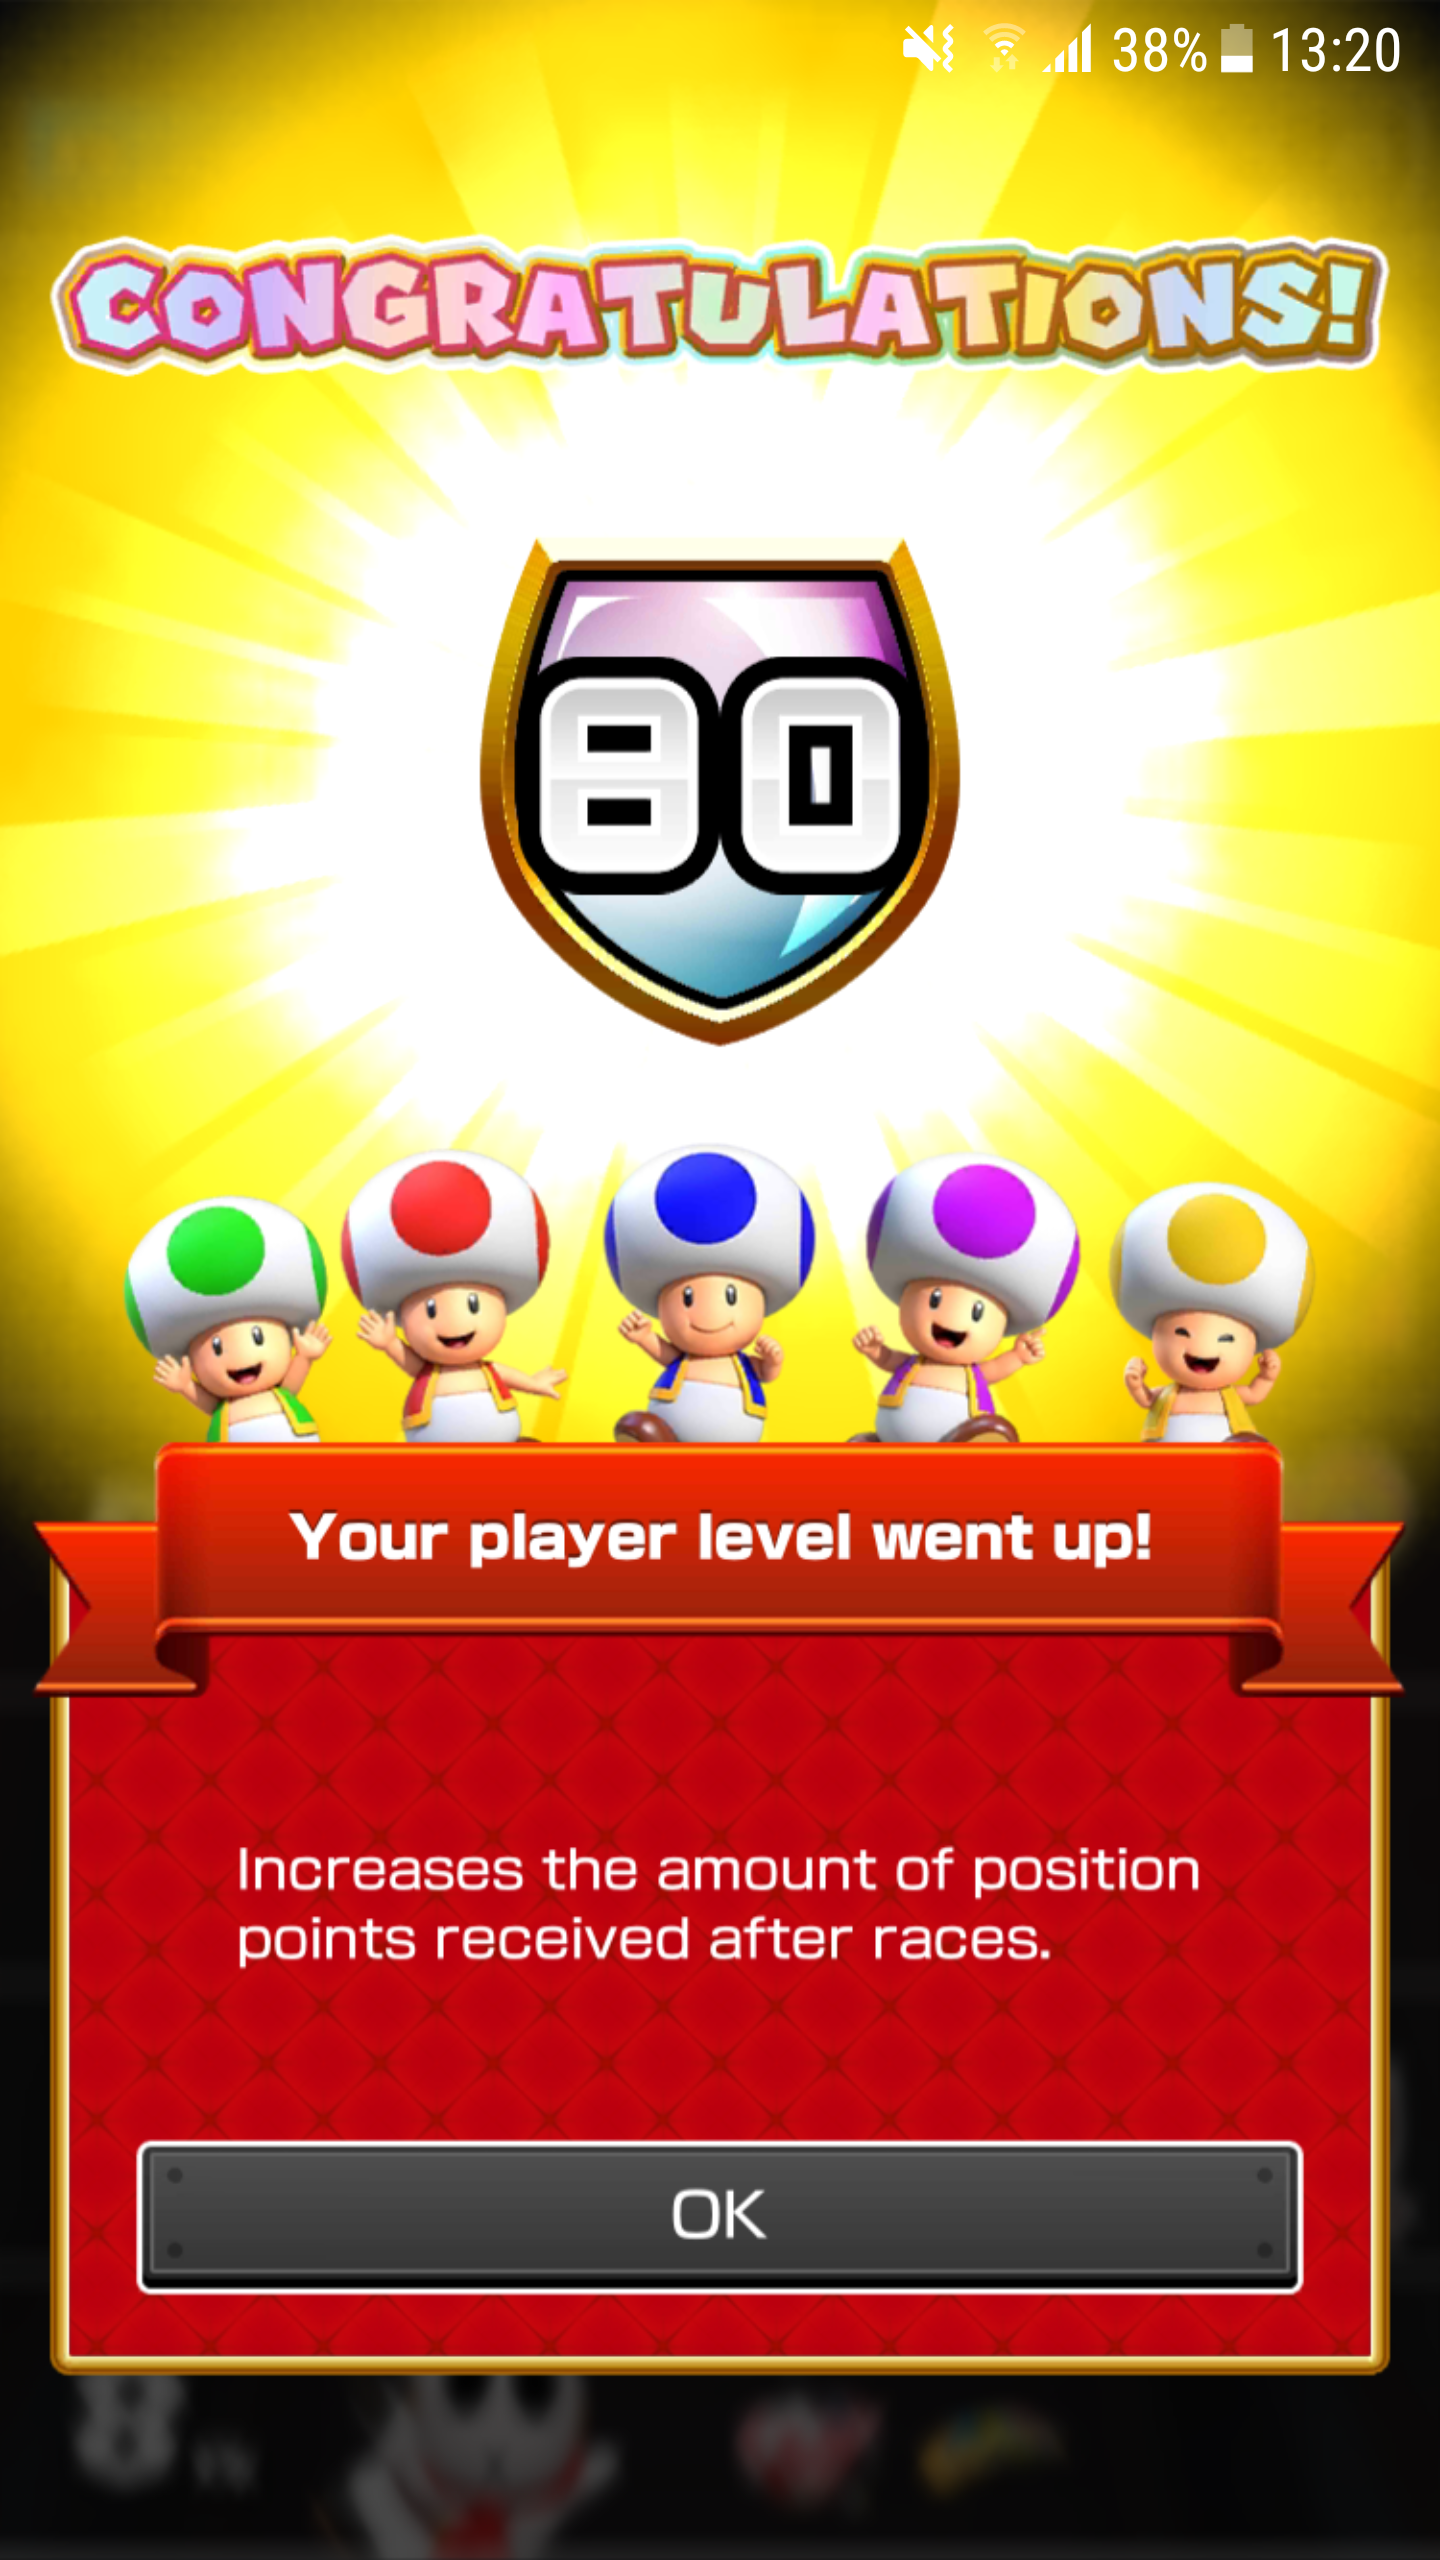 38% 13:20
CONGRATULATIONS!
80
Your player level went up!
Increases the amount of position
points received after races.
OK
8